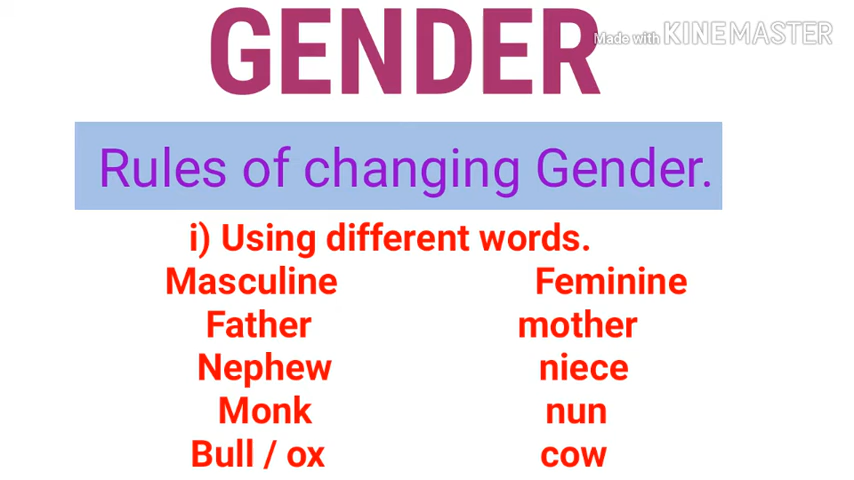 GENDER
Made with KINEMASTER
Rules of changing Gender.
i) Using different words.
Masculine Feminine
Father mother
Nephew niece
Monk nun
Bull / ox cow